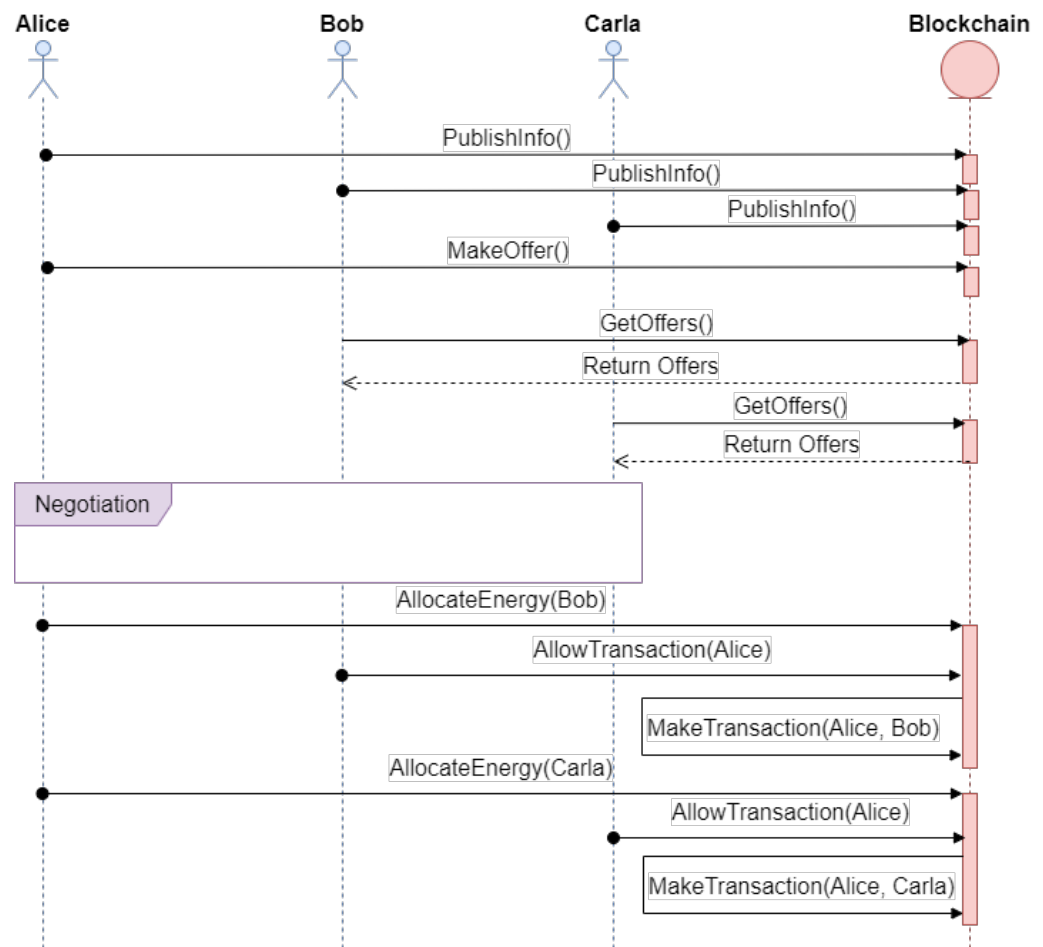 Alice
Bob
Carla
Blockchain
PublishInfo()
PublishInfo()
PublishInfo()
MakeOffer()
GetOffers()
Return Offers
GetOffers()
Return Offers
Negotiation
AllocateEnergy(Bob)
AllowTransaction(Alice)
MakeTransaction(Alice, Bob)
AllocateEnergy(Carla)
AllowTransaction(Alice)
MakeTransaction(Alice, Carla)